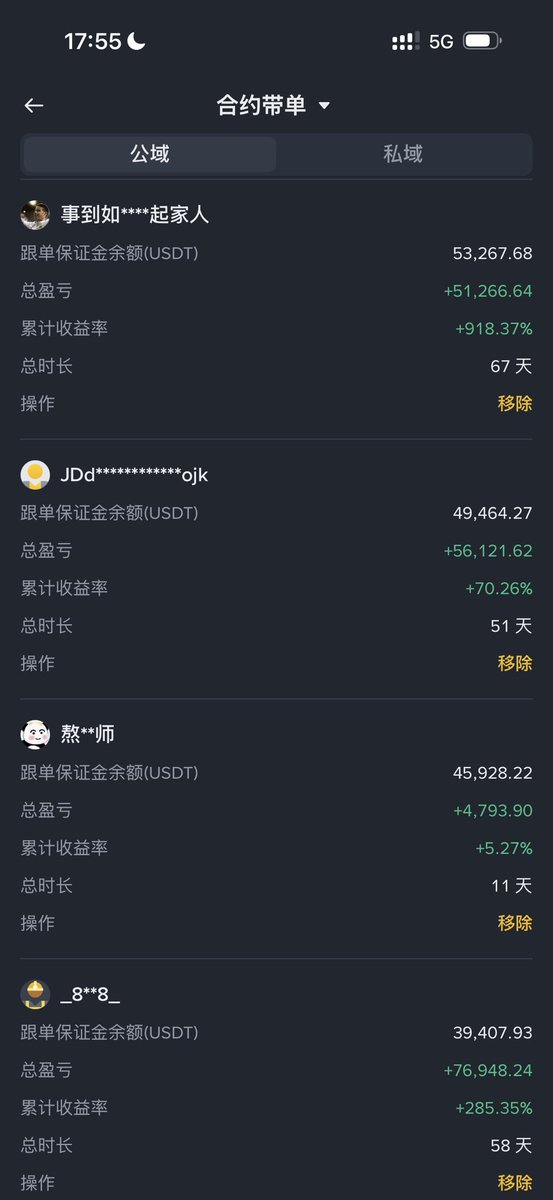 17:55 5G
合约带单
公域 私域
事到如****起家人
跟单保证金余额(USDT) 53,267.68
总盈亏 +51,266.64
累计收益率 +918.37%
总时长 67 天
操作 移除
JDd************ojk
跟单保证金余额(USDT) 49,464.27
总盈亏 +56,121.62
累计收益率 +70.26%
总时长 51 天
操作 移除
熬**师
跟单保证金余额(USDT) 45,928.22
总盈亏 +4,793.90
累计收益率 +5.27%
总时长 11 天
操作 移除
_8**8_
跟单保证金余额(USDT) 39,407.93
总盈亏 +76,948.24
累计收益率 +285.35%
总时长 58 天
操作 移除